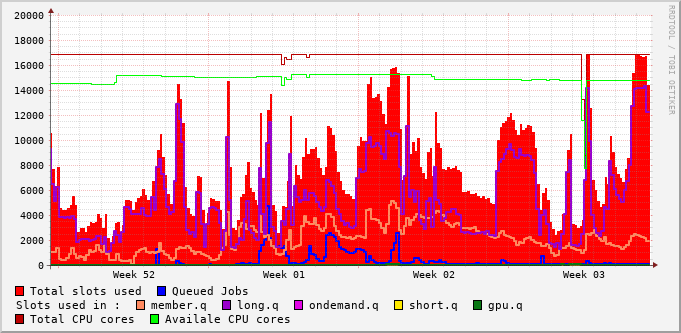 20000
18000
16000
14000
12000
10000
8000
6000
4000
2000
0
Week 52 Week 01 Week 02 Week 03
Total slots used Queued Jobs
Slots used in : member.q long.q ondemand.q short.q gpu.q
Total CPU cores Availale CPU cores
RRDTOOL / TOBI OETIKER